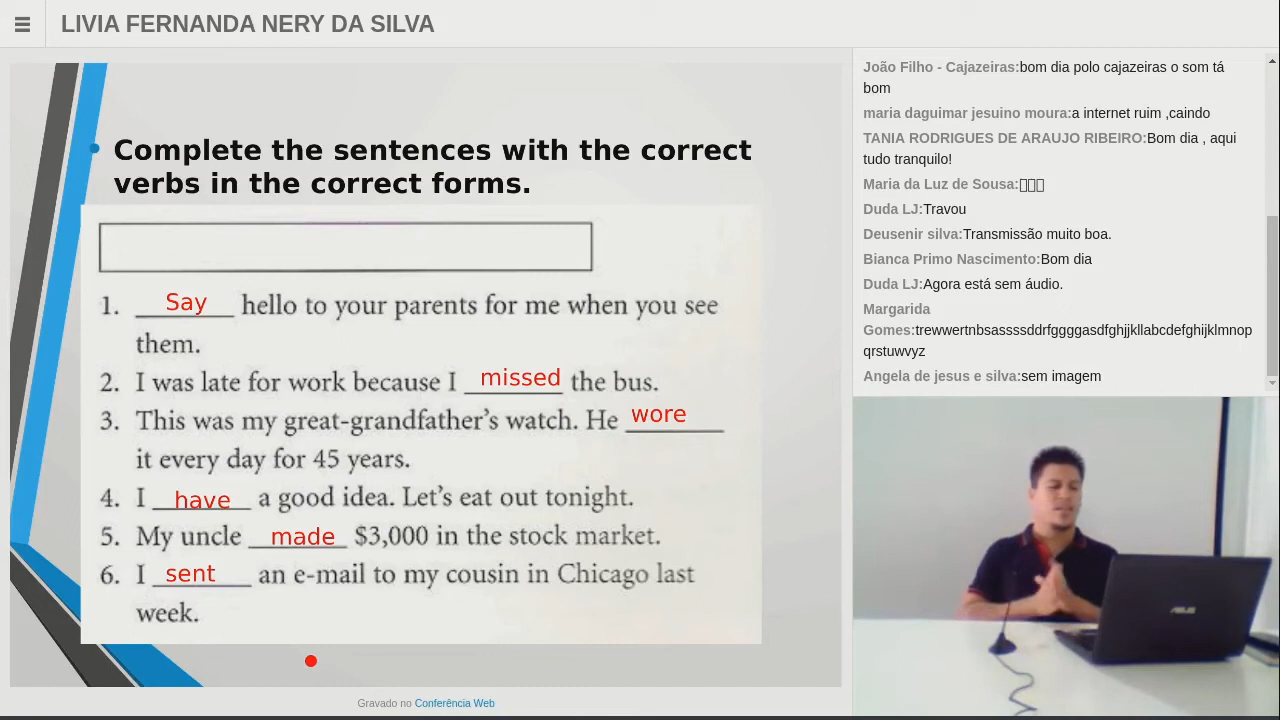 LIVIA FERNANDA NERY DA SILVA
Complete the sentences with the correct
verbs in the correct forms.
1. Say hello to your parents for me when you see
them.
2. I was late for work because I missed the bus.
3. This was my great-grandfather's watch. He wore
it every day for 45 years.
4. I have a good idea. Let's eat out tonight.
5. My uncle made $3,000 in the stock market.
6. I sent an e-mail to my cousin in Chicago last
week.
Gravado no Conferência Web
João Filho - Cajazeiras:bom dia polo cajazeiras o som tá
bom
maria daguimar jesuino moura:a internet ruim ,caindo
TANIA RODRIGUES DE ARAUJO RIBEIRO:Bom dia , aqui
tudo tranquilo!
Maria da Luz de Sousa:
Duda LJ:Travou
Deusenir silva:Transmissão muito boa.
Bianca Primo Nascimento:Bom dia
Duda LJ:Agora está sem áudio.
Margarida
Gomes:trewwertnbsassssddrfggggasdfghjjkllabcdefghijklmnop
qrstuwvyz
Angela de jesus e silva:sem imagem
ASUS